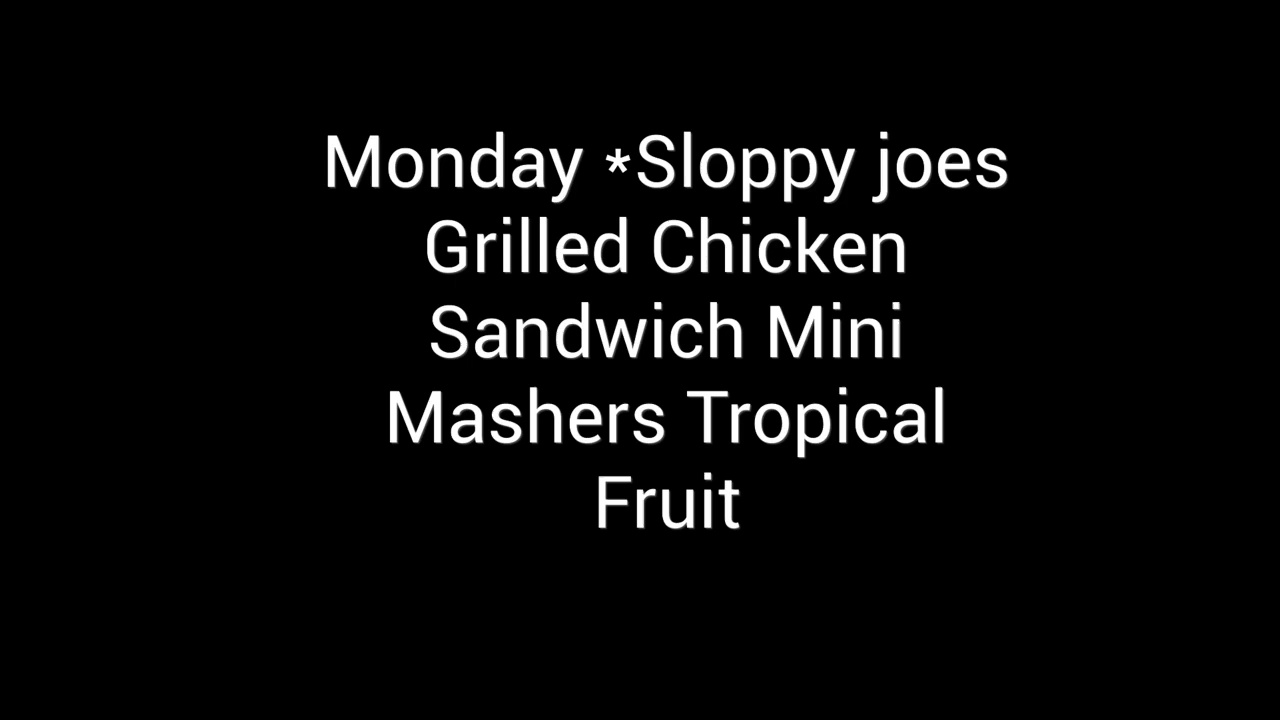 Monday *Sloppy joes
Grilled Chicken
Sandwich Mini
Mashers Tropical
Fruit